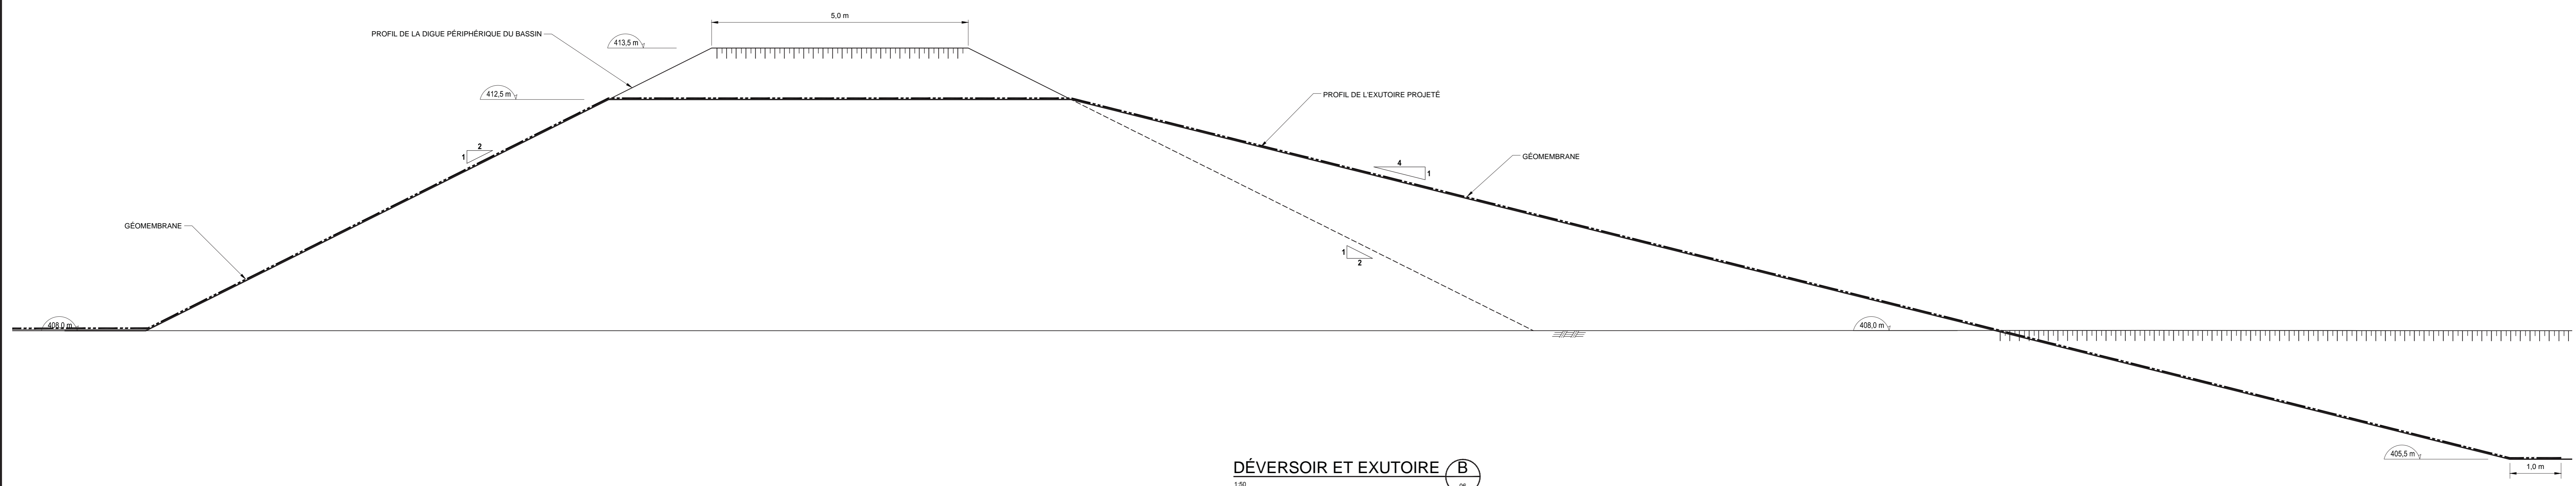 5,0 m
PROFIL DE LA DIGUE PÉRIPHÉRIQUE DU BASSIN
413,5 m
412,5 m
PROFIL DE L'EXUTOIRE PROJETÉ
2
1
4
1
GÉOMEMBRANE
GÉOMEMBRANE
1
2
408,0 m
408,0 m
405,5 m
1,0 m
DÉVERSOIR ET EXUTOIRE
B
1:50